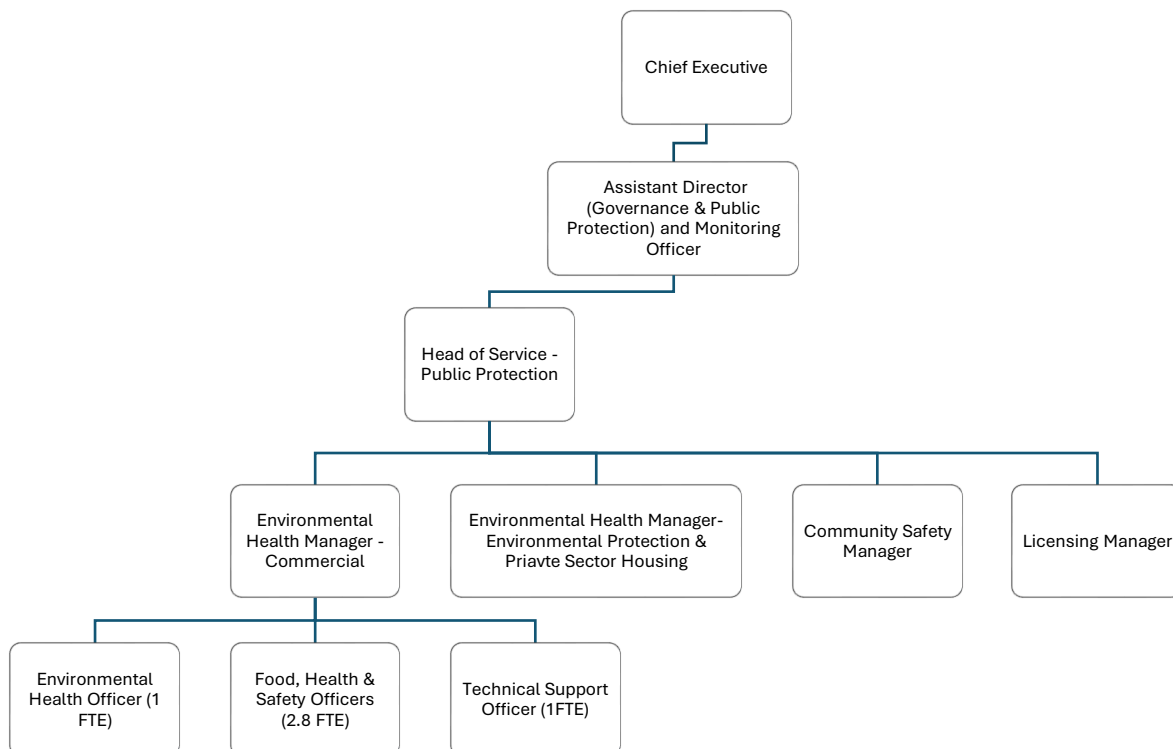 Chief Executive
Assistant Director
(Governance & Public
Protection) and Monitoring
Officer
Head of Service -
Public Protection
Environmental
Health Manager -
Commercial
Environmental Health Manager-
Environmental Protection &
Priavte Sector Housing
Community Safety
Manager
Licensing Manager
Environmental
Health Officer (1
FTE)
Food, Health &
Safety Officers
(2.8 FTE)
Technical Support
Officer (1FTE)